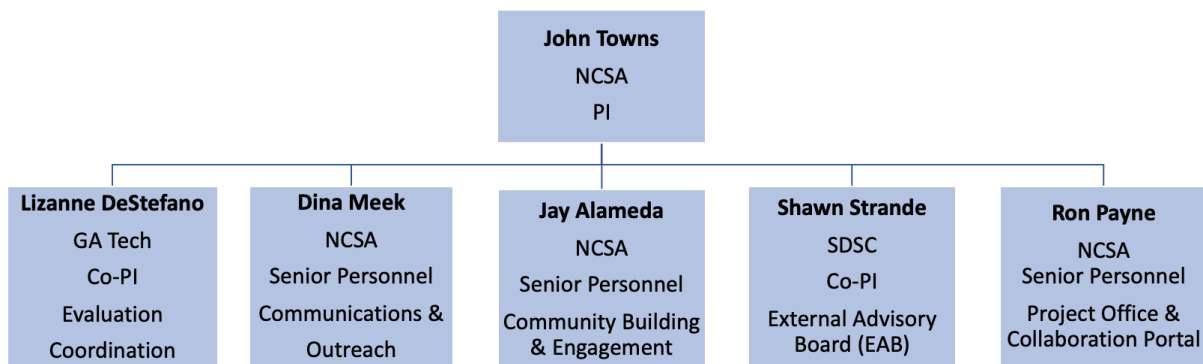 John Towns
NCSA
PI
Lizanne DeStefano
GA Tech
Co-PI
Evaluation
Coordination
Dina Meek
NCSA
Senior Personnel
Communications &
Outreach
Jay Alameda
NCSA
Senior Personnel
Community Building
& Engagement
Shawn Strande
SDSC
Co-PI
External Advisory
Board (EAB)
Ron Payne
NCSA
Senior Personnel
Project Office &
Collaboration Portal